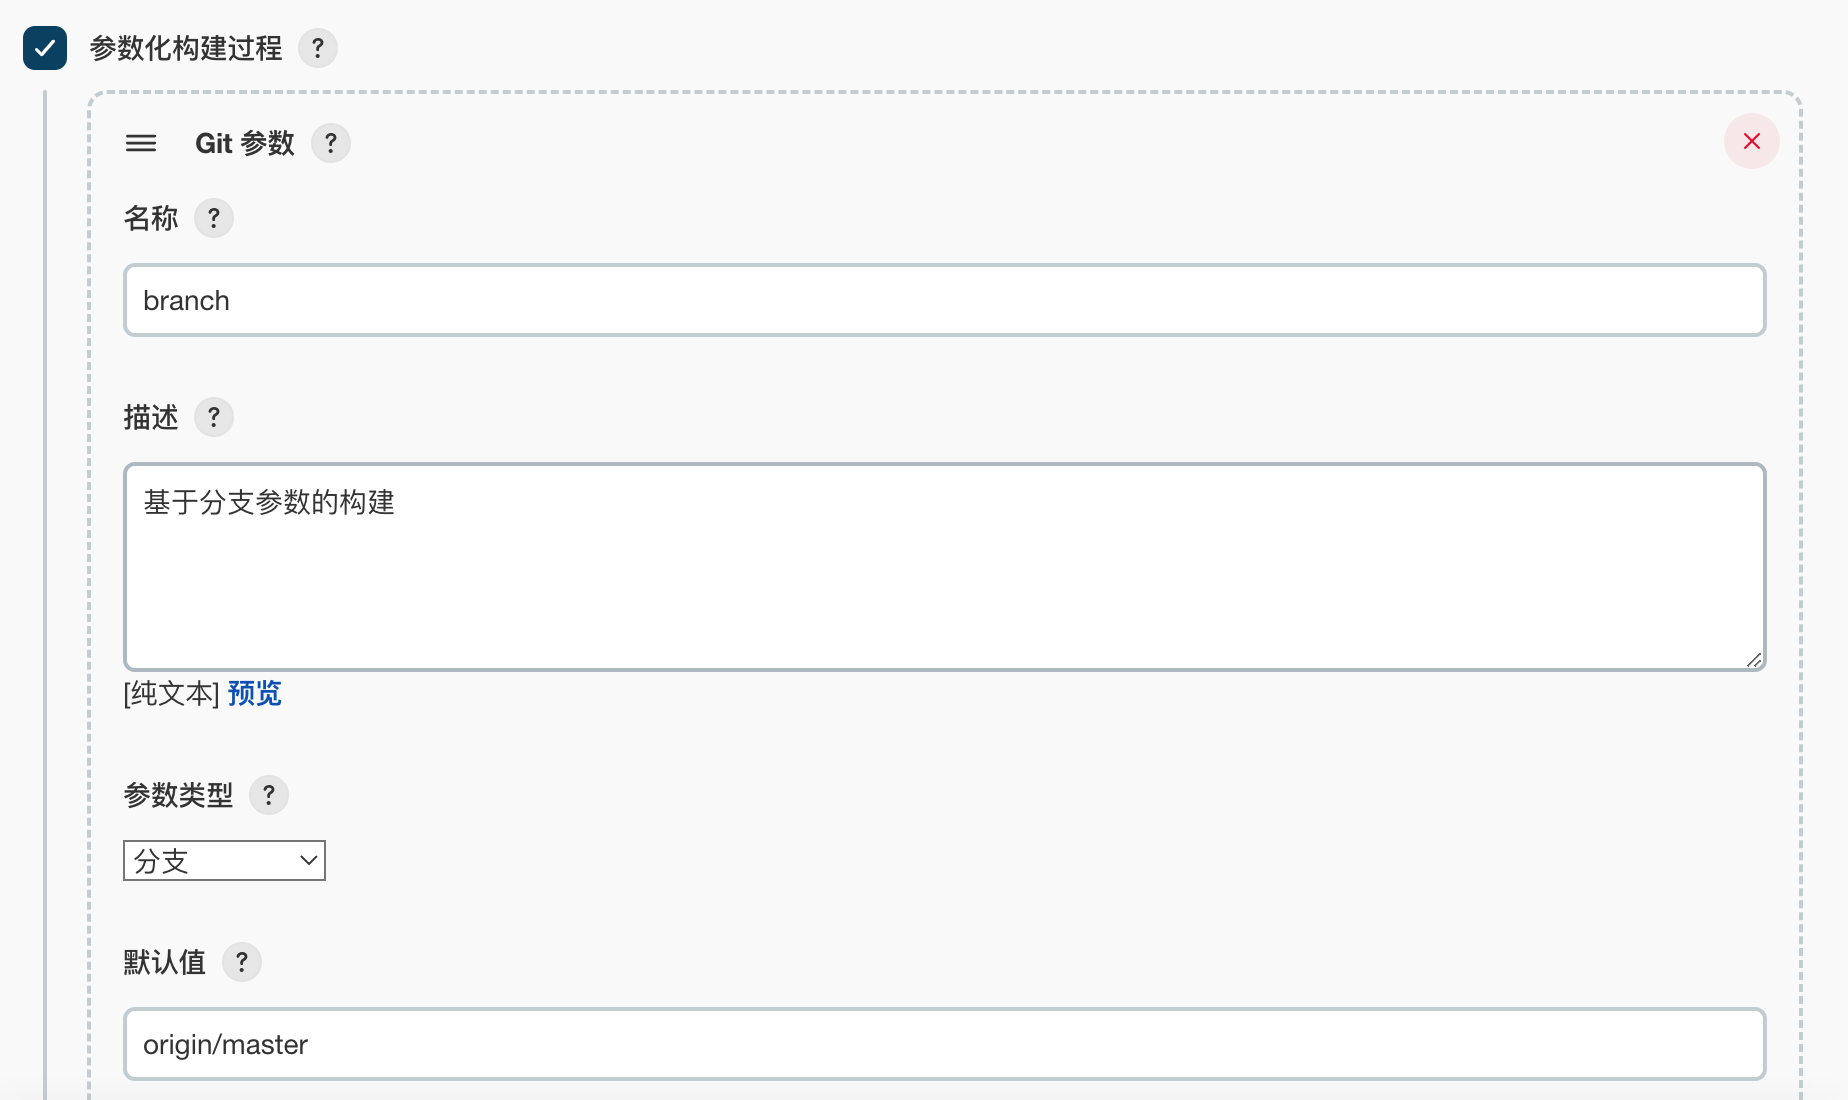 参数化构建过程 ?
Git 参数 ?
名称 ?
branch
描述 ?
基于分支参数的构建
[纯文本] 预览
参数类型 ?
分支
默认值 ?
origin/master